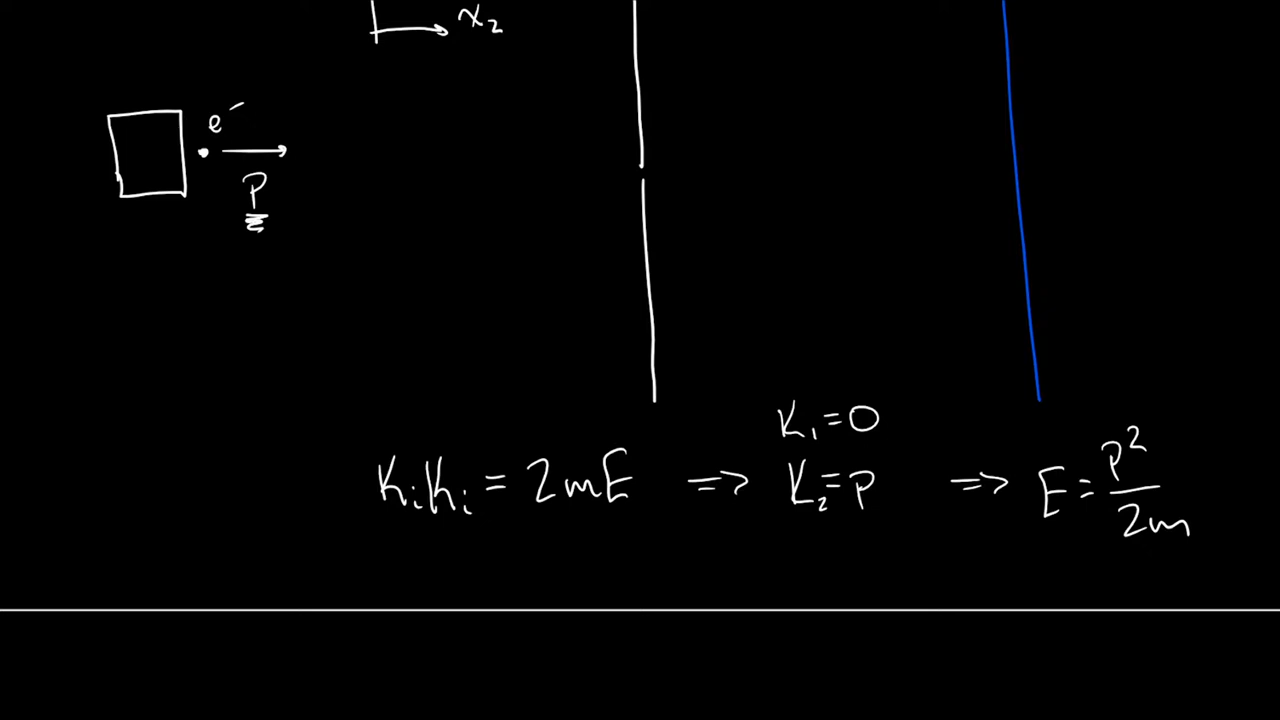 x₂
e⁻
P
K₁=0
KᵢKᵢ = 2mE => K₂=P => E = P²/2m